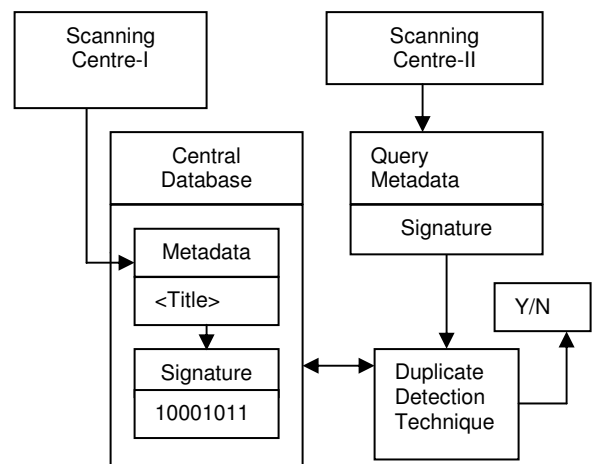 Scanning
Centre-I
Scanning
Centre-II
Central
Database
Query
Metadata
Signature
Metadata
<Title>
Y/N
Signature
10001011
Duplicate
Detection
Technique